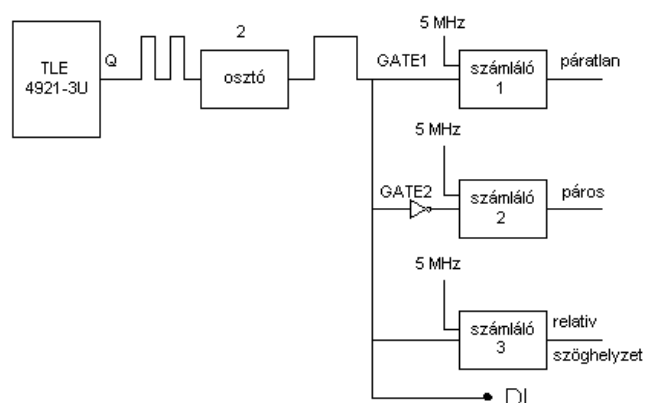 TLE
4921-3U
Q
2
osztó
GATE1
5 MHz
számláló
1
páratlan
GATE2
5 MHz
számláló
2
páros
5 MHz
számláló
3
relativ
szöghelyzet
DI